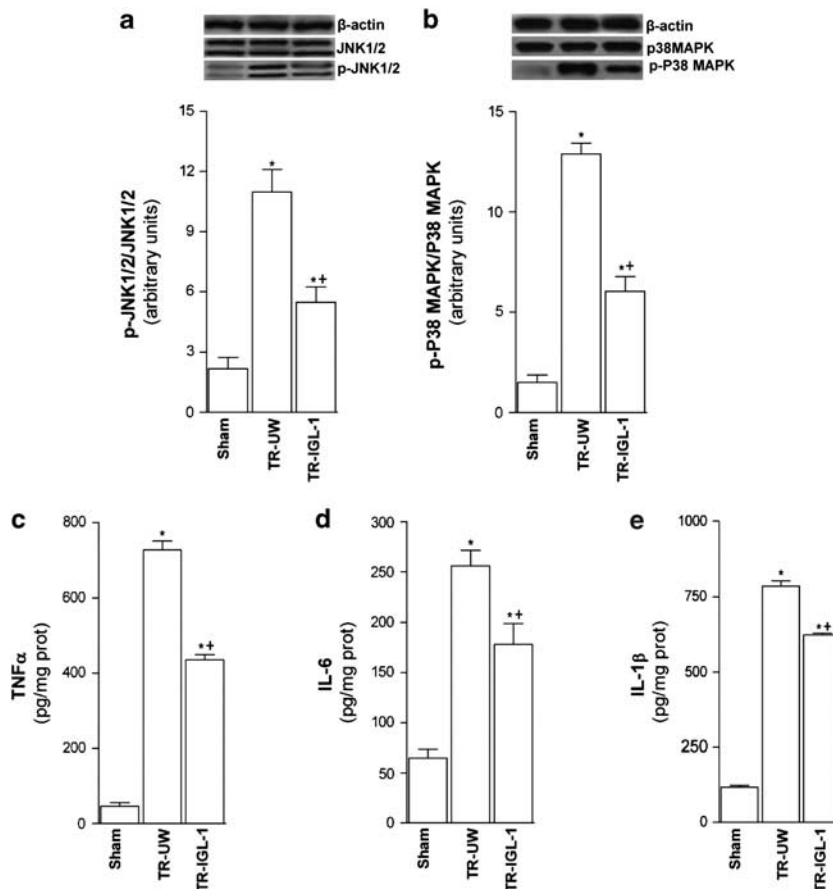 a
β-actin
JNK1/2
p-JNK1/2
15
12
9
6
3
0
p-JNK1/2/JNK1/2
(arbitrary units)
*
*+
Sham
TR-UW
TR-IGL-1
b
β-actin
p38MAPK
p-P38 MAPK
15
10
5
0
p-P38 MAPK/P38 MAPK
(arbitrary units)
*
*+
Sham
TR-UW
TR-IGL-1
c
800
600
400
200
0
TNFα
(pg/mg prot)
*
*+
Sham
TR-UW
TR-IGL-1
d
300
250
200
150
100
50
0
IL-6
(pg/mg prot)
*
*+
Sham
TR-UW
TR-IGL-1
e
1000
750
500
250
000
IL-1β
(pg/mg prot)
*
*+
Sham
TR-UW
TR-IGL-1